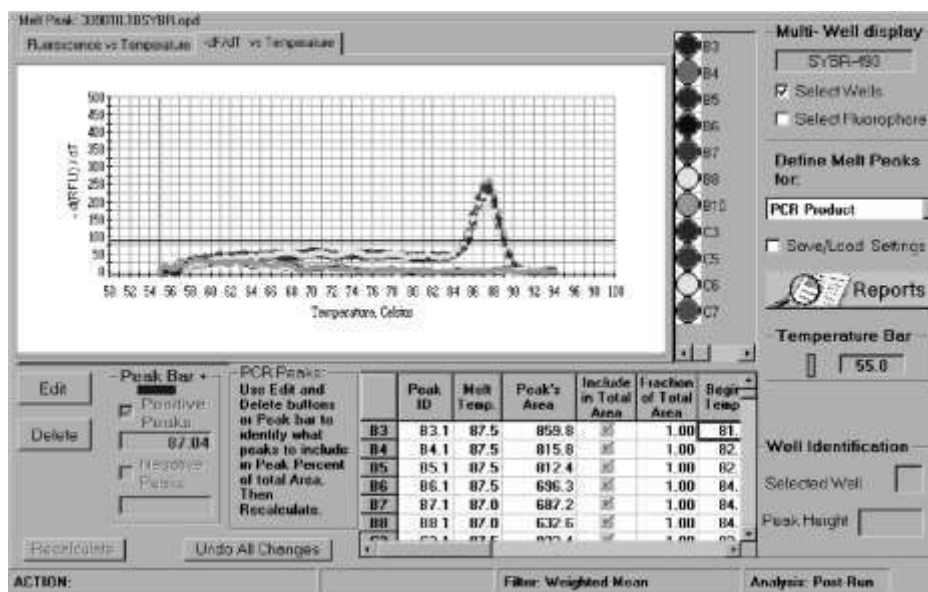 Melt Peak:
Fluorescence vs Temperature
-dF/dT vs Temperature
-d(RFU) / dT
500
450
400
350
300
250
200
150
100
50
0
50 52 54 56 58 60 62 64 66 68 70 72 74 76 78 80 82 84 86 88 90 92 94 96 98 100
Temperature, Celsius
B3
B4
B5
B6
B7
B8
B10
C3
C5
C6
C7
Multi- Well display
SYBR-490
Select Wells
Select Fluorophore
Define Melt Peaks
for:
PCR Product
Save/Load Settings
Reports
Temperature Bar
55.0
Well Identification
Selected Well
Peak Height
Edit
Delete
Peak Bar
Positive
Peaks
87.04
Negative
Peaks
PCR Peaks:
Use Edit and
Delete buttons
or Peak bar to
identify what
peaks to include
in Peak Percent
of total Area.
Then
Recalculate.
Recalculate
Undo All Changes
Peak ID Melt Temp. Peak's Area Include in Total Area Fraction of Total Area Begin Temp
B3 B3.1 87.5 859.8 1.00 81.
B4 B4.1 87.5 815.8 1.00 82.
B5 B5.1 87.5 812.4 1.00 82.
B6 B6.1 87.5 696.3 1.00 84.
B7 B7.1 87.0 687.2 1.00 84.
B8 B8.1 87.0 632.6 1.00 84.
ACTION:
Filter: Weighted Mean
Analysis: Post-Run